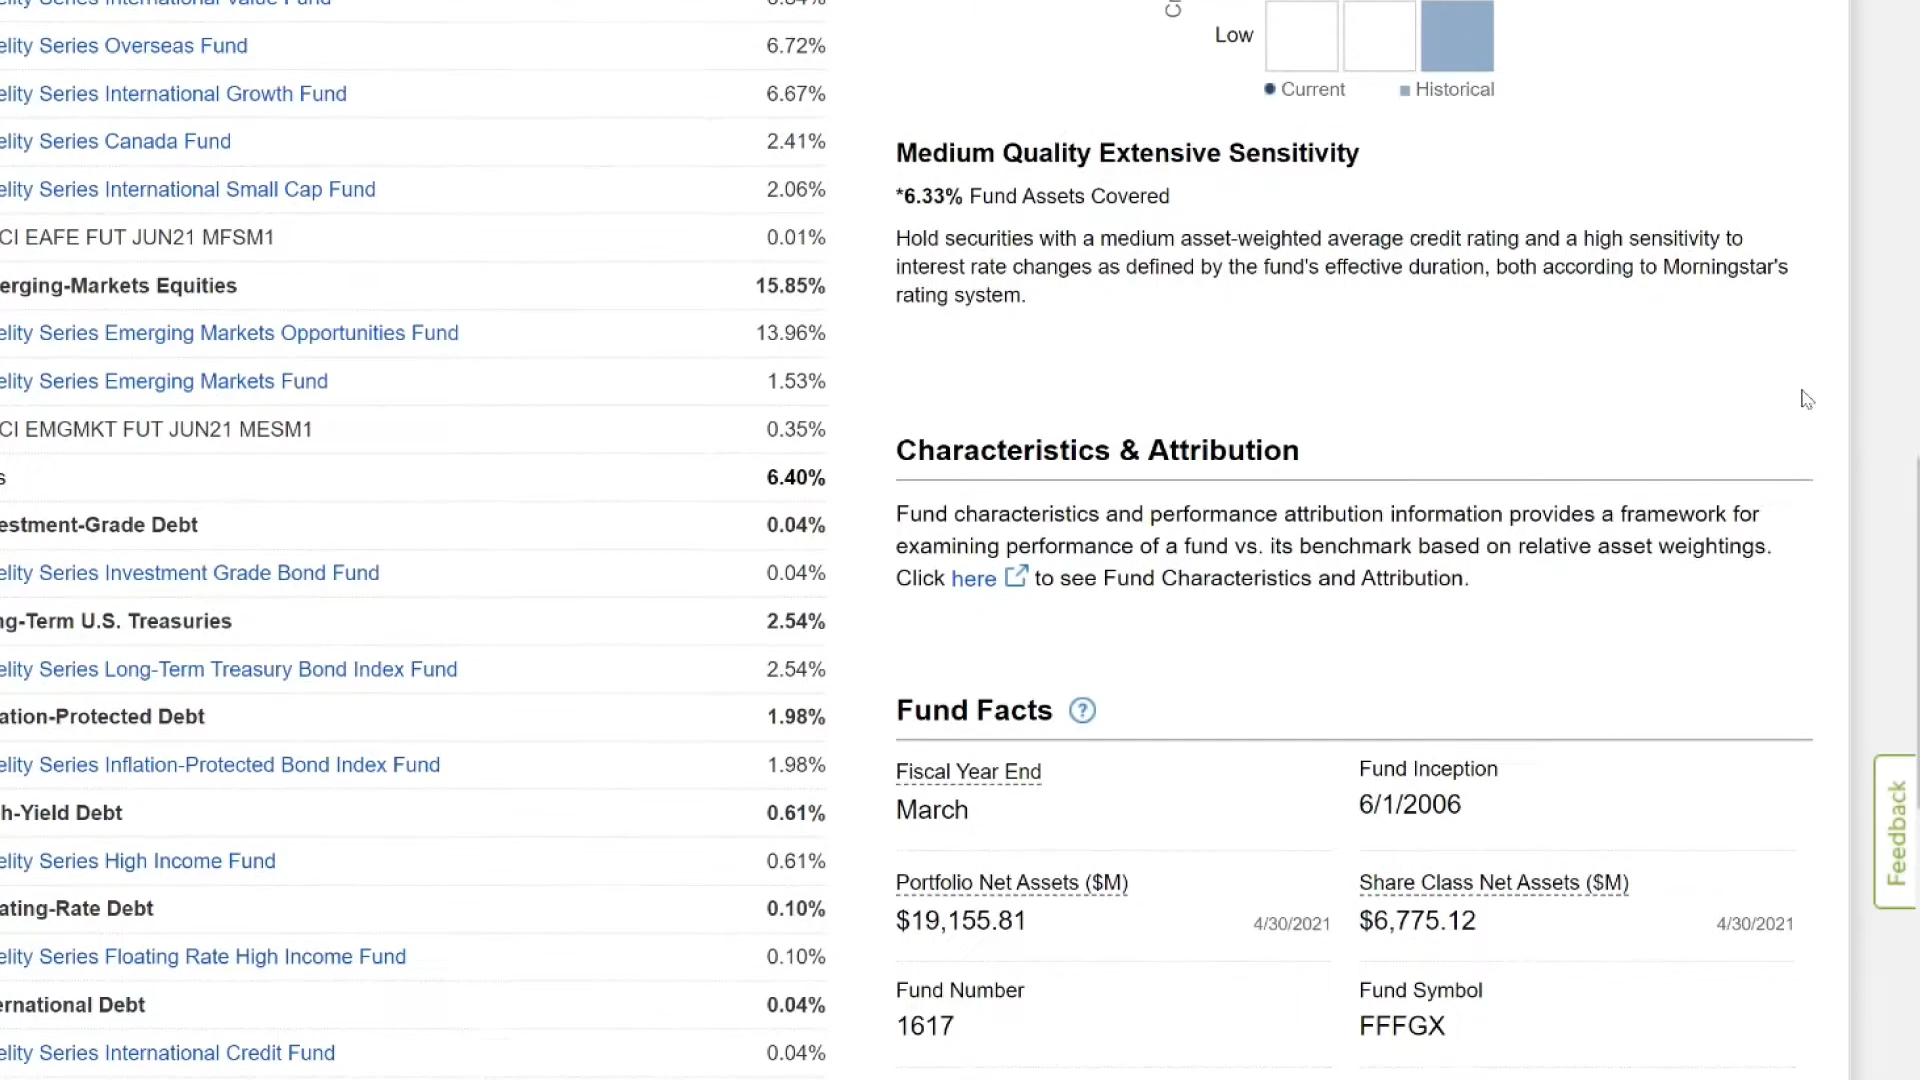 elity Series Overseas Fund 6.72%
elity Series International Growth Fund 6.67%
elity Series Canada Fund 2.41%
elity Series International Small Cap Fund 2.06%
CI EAFE FUT JUN21 MFSM1 0.01%
erging-Markets Equities 15.85%
elity Series Emerging Markets Opportunities Fund 13.96%
elity Series Emerging Markets Fund 1.53%
CI EMGMKT FUT JUN21 MESM1 0.35%
s 6.40%
estment-Grade Debt 0.04%
elity Series Investment Grade Bond Fund 0.04%
ng-Term U.S. Treasuries 2.54%
elity Series Long-Term Treasury Bond Index Fund 2.54%
ation-Protected Debt 1.98%
elity Series Inflation-Protected Bond Index Fund 1.98%
h-Yield Debt 0.61%
elity Series High Income Fund 0.61%
ating-Rate Debt 0.10%
elity Series Floating Rate High Income Fund 0.10%
ernational Debt 0.04%
elity Series International Credit Fund 0.04%
Low
Current Historical
Medium Quality Extensive Sensitivity
*6.33% Fund Assets Covered
Hold securities with a medium asset-weighted average credit rating and a high sensitivity to
interest rate changes as defined by the fund's effective duration, both according to Morningstar's
rating system.
Characteristics & Attribution
Fund characteristics and performance attribution information provides a framework for
examining performance of a fund vs. its benchmark based on relative asset weightings.
Click here to see Fund Characteristics and Attribution.
Fund Facts ?
Fiscal Year End
March
Fund Inception
6/1/2006
Portfolio Net Assets ($M)
$19,155.81 4/30/2021
Share Class Net Assets ($M)
$6,775.12 4/30/2021
Fund Number
1617
Fund Symbol
FFFGX
Feedback